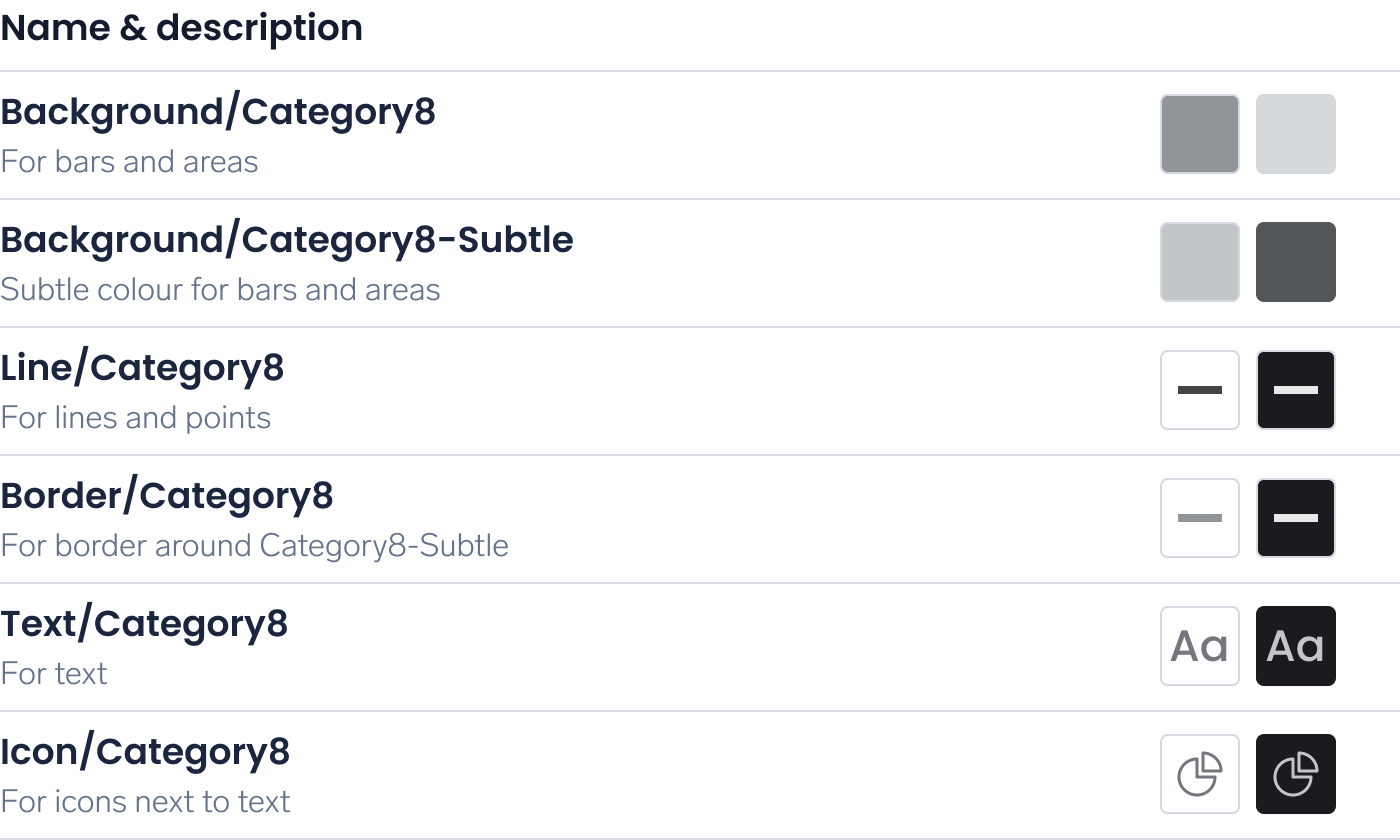 Name & description
Background/Category8
For bars and areas
Background/Category8-Subtle
Subtle colour for bars and areas
Line/Category8
For lines and points
Border/Category8
For border around Category8-Subtle
Text/Category8
For text
Aa Aa
Icon/Category8
For icons next to text